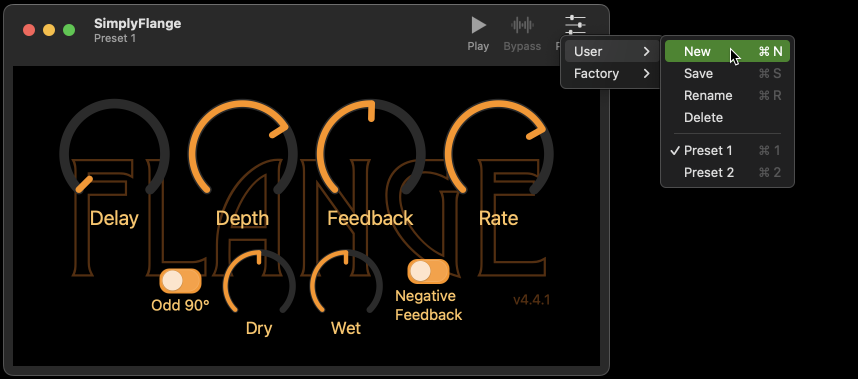 SimplyFlange
Preset 1
Play
Bypass
User
Factory
New ⌘ N
Save ⌘ S
Rename ⌘ R
Delete
✓ Preset 1 ⌘ 1
Preset 2 ⌘ 2
FLANGE
Delay
Depth
Feedback
Rate
Odd 90°
Dry
Wet
Negative
Feedback
v4.4.1